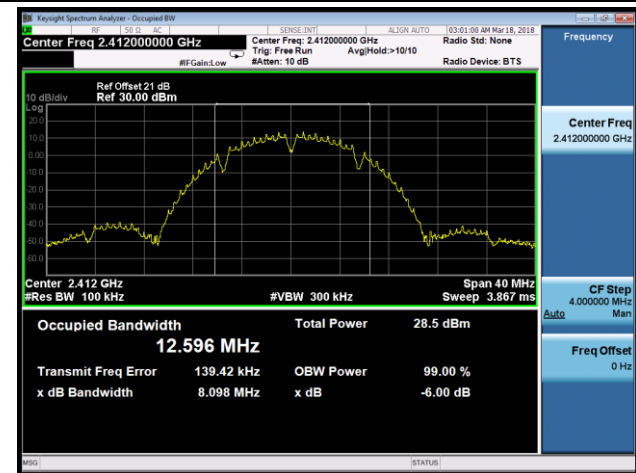 Keysight Spectrum Analyzer - Occupied BW
RF 50 Ω AC SENSE:INT ALIGN AUTO 03:01:08 AM Mar 18, 2018
Center Freq 2.412000000 GHz
Center Freq: 2.412000000 GHz
Radio Std: None
Trig: Free Run Avg|Hold:>10/10
#IFGain:Low #Atten: 10 dB Radio Device: BTS
Ref Offset 21 dB
10 dB/div Ref 30.00 dBm
Log
20.0
10.0
0.00
-10.0
-20.0
-30.0
-40.0
-50.0
-60.0
Center 2.412 GHz Span 40 MHz
#Res BW 100 kHz #VBW 300 kHz Sweep 3.867 ms
Occupied Bandwidth Total Power 28.5 dBm
12.596 MHz
Transmit Freq Error 139.42 kHz OBW Power 99.00 %
x dB Bandwidth 8.098 MHz x dB -6.00 dB
MSG STATUS
Frequency
Center Freq
2.412000000 GHz
CF Step
4.000000 MHz
Auto Man
Freq Offset
0 Hz